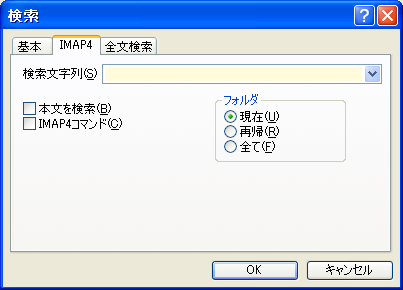 検索
基本
IMAP4
全文検索
検索文字列(S)
本文を検索(B)
IMAP4コマンド(C)
フォルダ
現在(U)
再帰(R)
全て(F)
OK
キャンセル